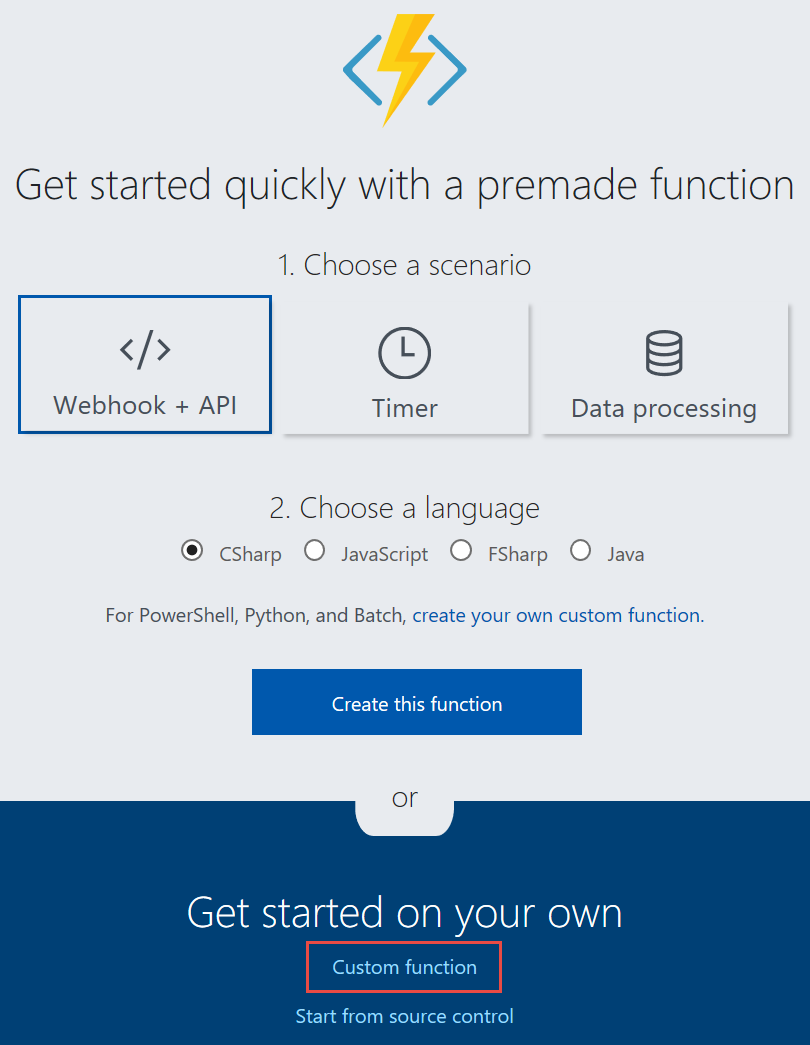 Get started quickly with a premade function
1. Choose a scenario
Webhook + API
Timer
Data processing
2. Choose a language
CSharp JavaScript FSharp Java
For PowerShell, Python, and Batch, create your own custom function.
Create this function
or
Get started on your own
Custom function
Start from source control